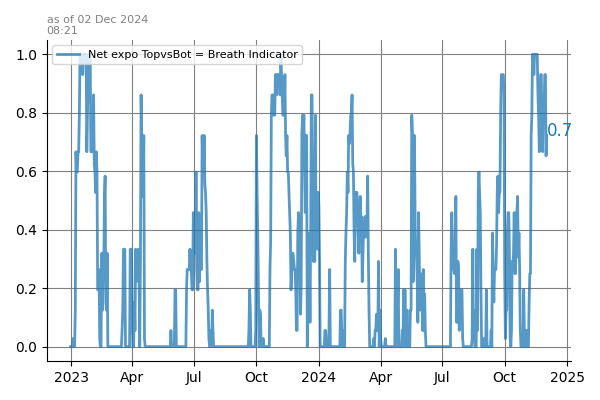 as of 02 Dec 2024
08:21
Net expo TopvsBot = Breath Indicator
1.0
0.8
0.7
0.6
0.4
0.2
0.0
2023 Apr Jul Oct 2024 Apr Jul Oct 2025